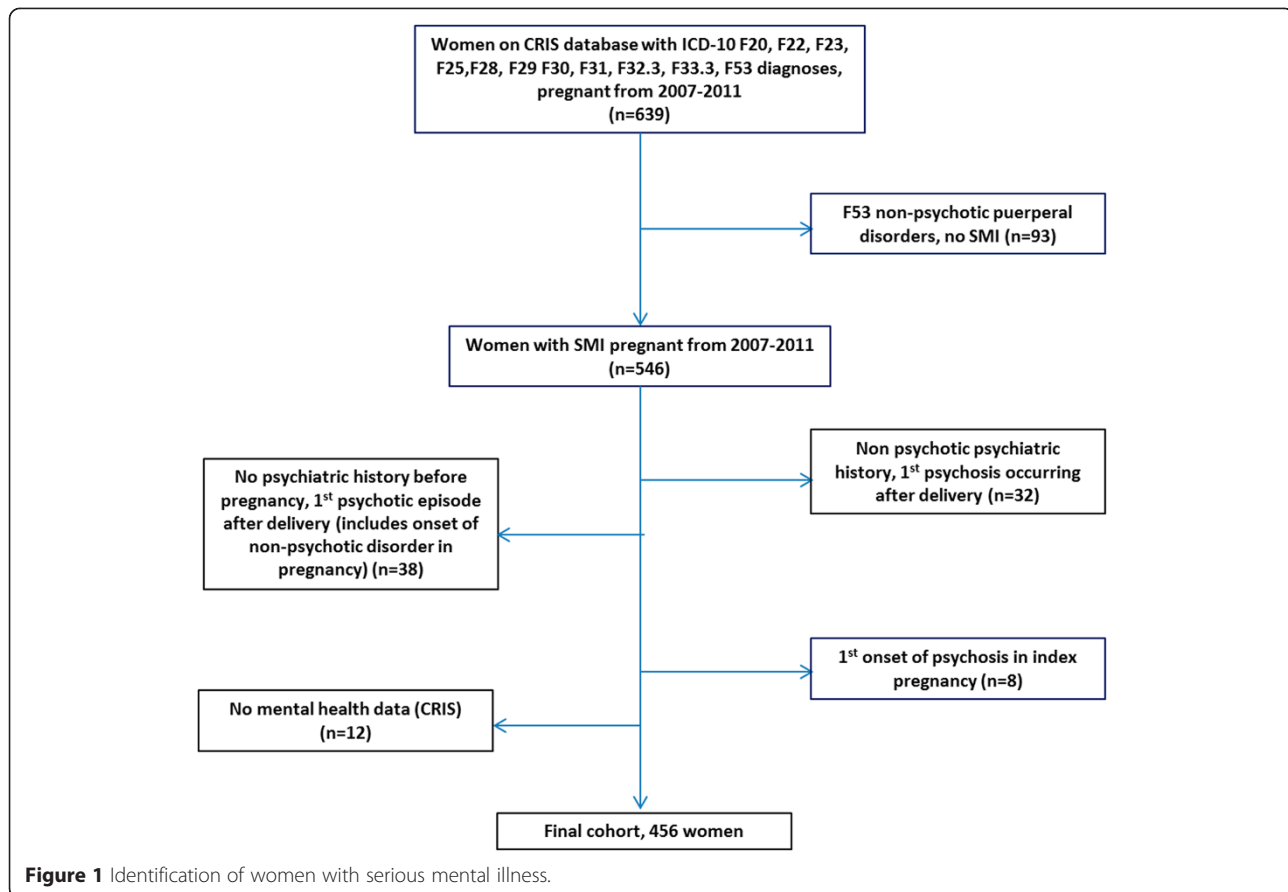 Women on CRIS database with ICD-10 F20, F22, F23,
F25,F28, F29 F30, F31, F32.3, F33.3, F53 diagnoses,
pregnant from 2007-2011
(n=639)
F53 non-psychotic puerperal
disorders, no SMI (n=93)
Women with SMI pregnant from 2007-2011
(n=546)
No psychiatric history before
pregnancy, 1st psychotic episode
after delivery (includes onset of
non-psychotic disorder in
pregnancy) (n=38)
Non psychotic psychiatric
history, 1st psychosis occurring
after delivery (n=32)
1st onset of psychosis in index
pregnancy (n=8)
No mental health data (CRIS)
(n=12)
Final cohort, 456 women
Figure 1 Identification of women with serious mental illness.